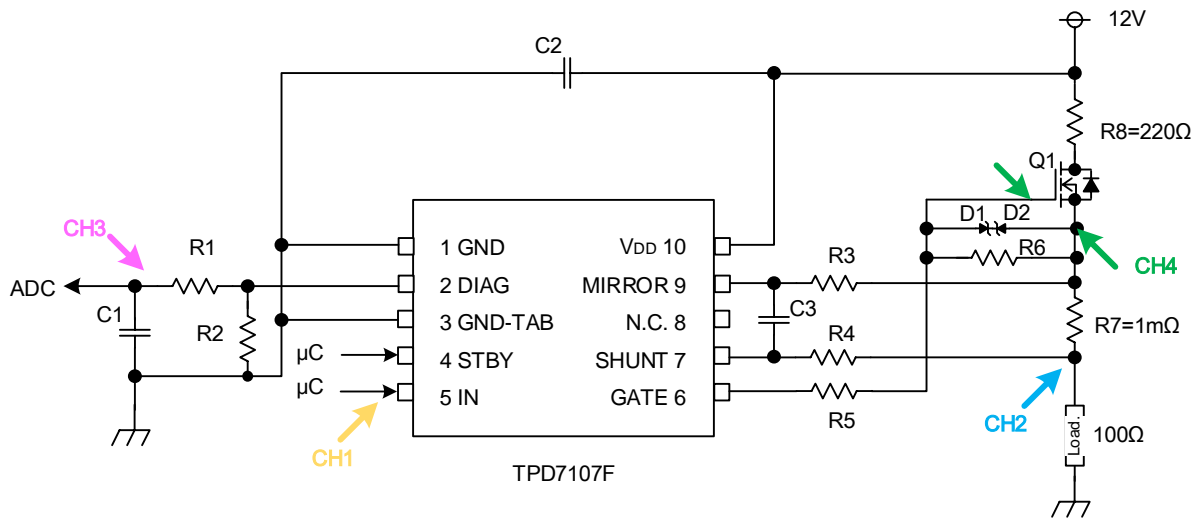 12V
C2
R8=220Ω
Q1
CH3
R1
1 GND
VDD 10
D1
D2
R6
CH4
ADC
2 DIAG
MIRROR 9
R3
C1
R2
3 GND-TAB
N.C. 8
C3
R7=1mΩ
µC
4 STBY
SHUNT 7
R4
µC
5 IN
GATE 6
R5
CH1
CH2
Load.
100Ω
TPD7107F